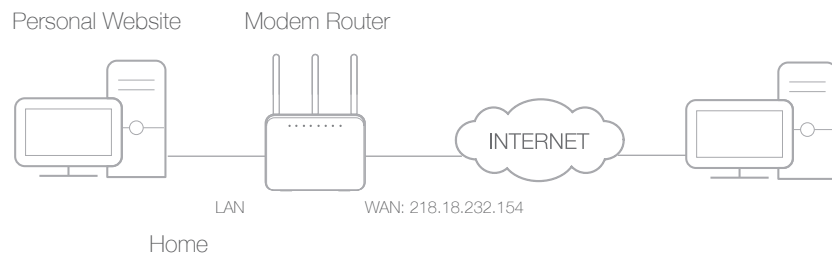 Personal Website
Modem Router
INTERNET
LAN
WAN: 218.18.232.154
Home